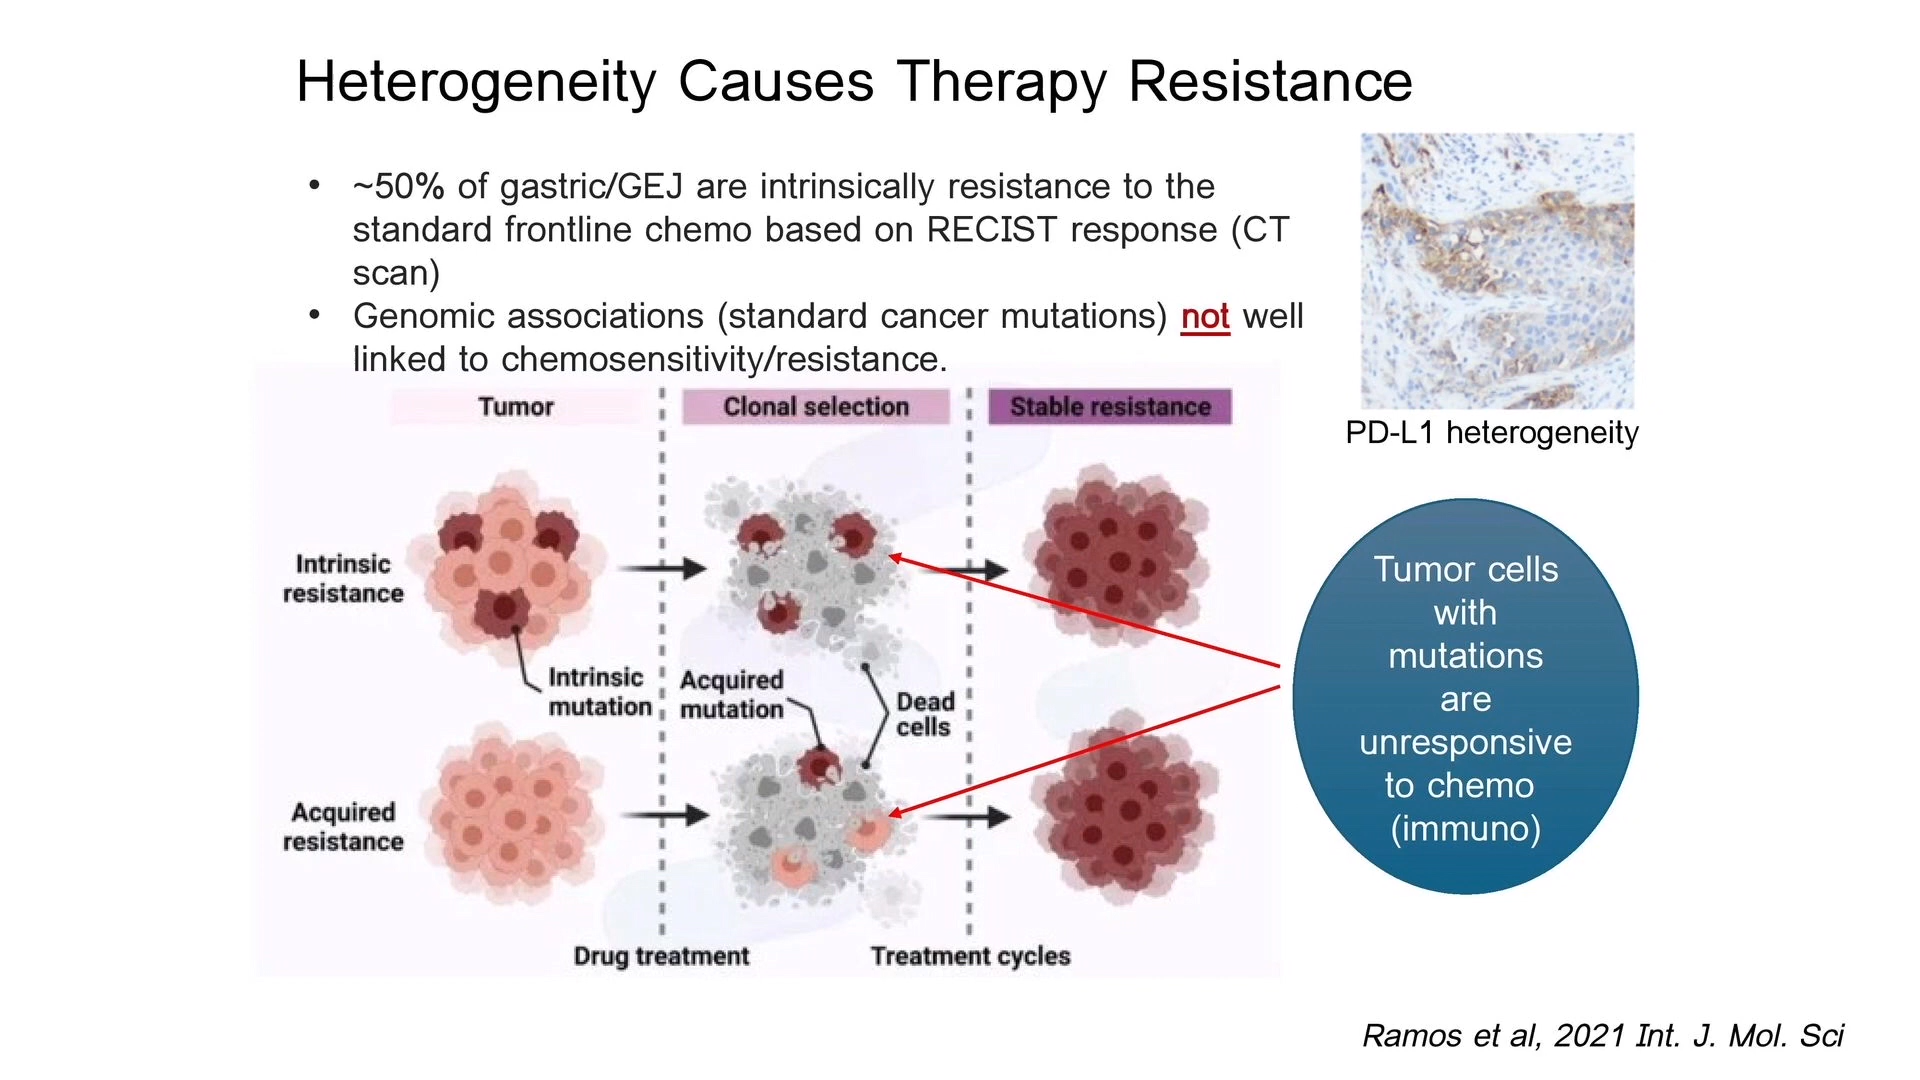 Heterogeneity Causes Therapy Resistance
• ~50% of gastric/GEJ are intrinsically resistance to the
standard frontline chemo based on RECIST response (CT
scan)
• Genomic associations (standard cancer mutations) not well
linked to chemosensitivity/resistance.
PD-L1 heterogeneity
Tumor
Clonal selection
Stable resistance
Intrinsic
resistance
Intrinsic
mutation
Acquired
mutation
Dead
cells
Acquired
resistance
Drug treatment
Treatment cycles
Tumor cells
with
mutations
are
unresponsive
to chemo
(immuno)
Ramos et al, 2021 Int. J. Mol. Sci